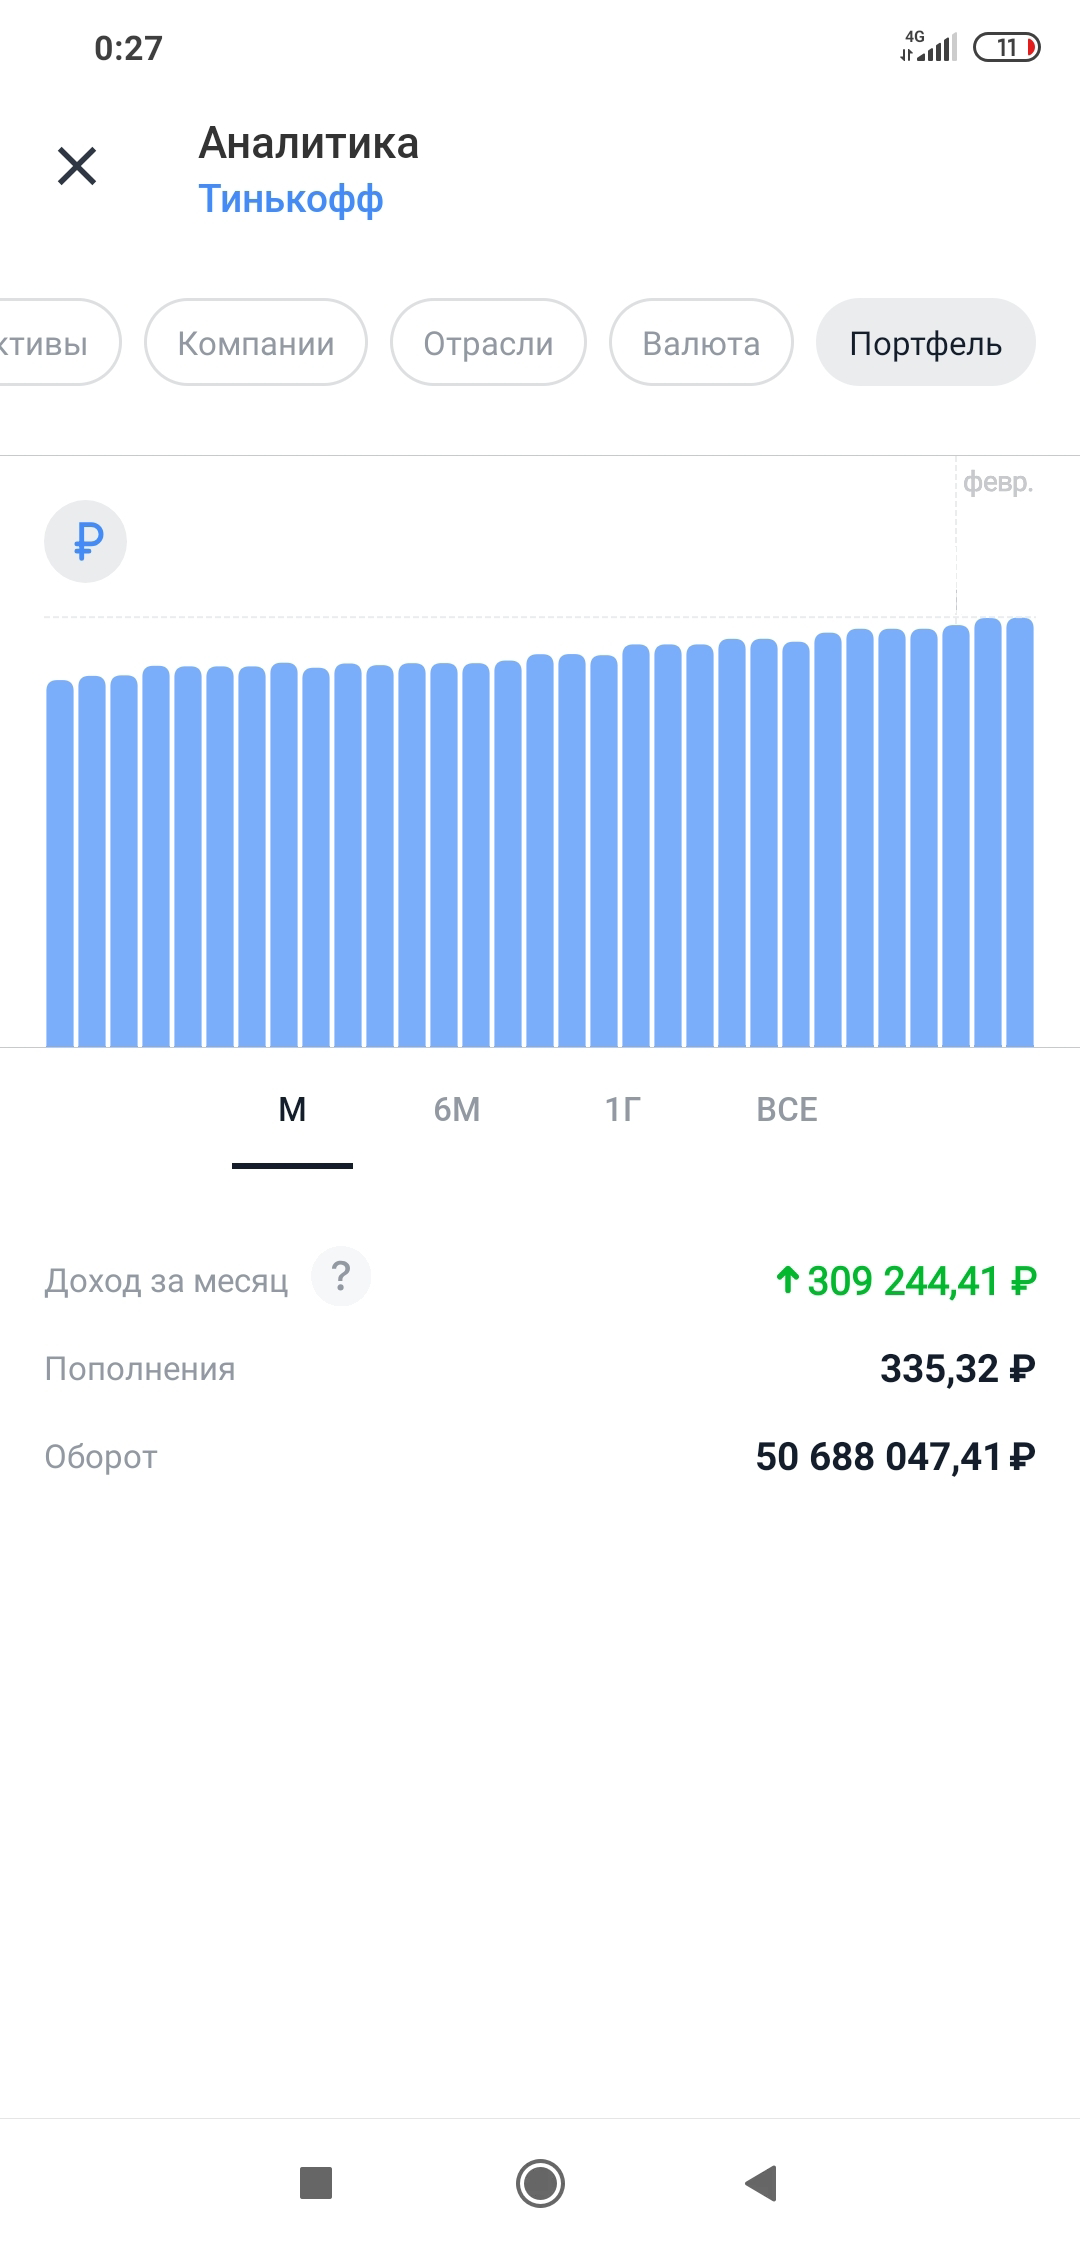 0:27
4G
11
Аналитика
Тинькофф
ктивы Компании Отрасли Валюта Портфель
февр.
₽
М 6М 1Г ВСЕ
Доход за месяц ? ↑ 309 244,41 ₽
Пополнения 335,32 ₽
Оборот 50 688 047,41 ₽